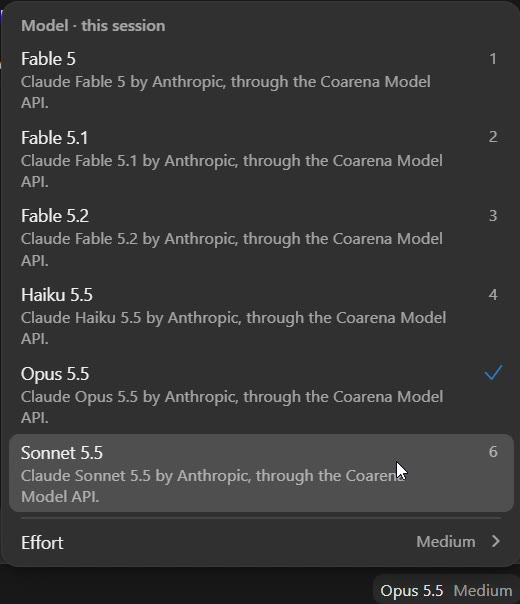 Model · this session
Fable 5 1
Claude Fable 5 by Anthropic, through the Coarena Model
API.
Fable 5.1 2
Claude Fable 5.1 by Anthropic, through the Coarena Model
API.
Fable 5.2 3
Claude Fable 5.2 by Anthropic, through the Coarena Model
API.
Haiku 5.5 4
Claude Haiku 5.5 by Anthropic, through the Coarena Model
API.
Opus 5.5
Claude Opus 5.5 by Anthropic, through the Coarena Model
API.
Sonnet 5.5 6
Claude Sonnet 5.5 by Anthropic, through the Coarena
Model API.
Effort Medium
Opus 5.5 Medium